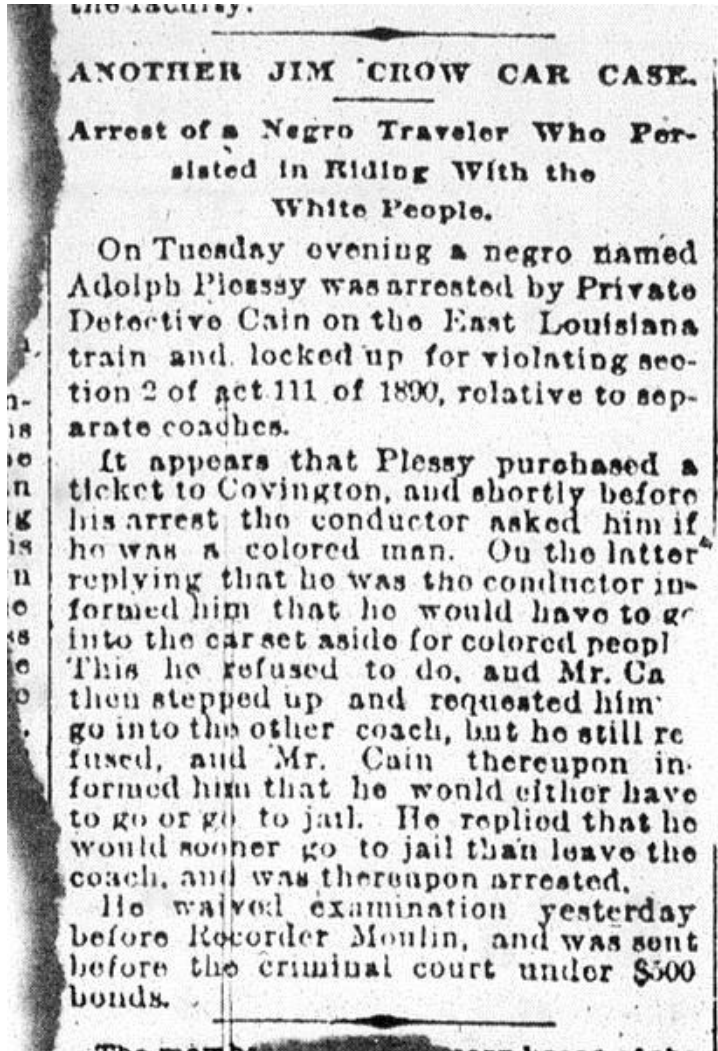 the faculty.
ANOTHER JIM CROW CAR CASE.
Arrest of a Negro Traveler Who Per-
sisted in Riding With the
White People.
On Tuesday evening a negro named
Adolph Plesssy was arrested by Private
Detective Cain on the East Louisiana
train and locked up for violating sec-
tion 2 of act 111 of 1890, relative to sep-
arate coaches.
It appears that Plessy purchased a
ticket to Covington, and shortly before
his arrest the conductor asked him if
he was a colored man. On the latter
replying that he was the conductor in-
formed him that he would have to go
into the car set aside for colored peopl
This he refused to do, and Mr. Ca
then stepped up and requested him
go into the other coach, but he still re
fused, and Mr. Cain thereupon in-
formed him that he would either have
to go or go to jail. He replied that he
would sooner go to jail than leave the
coach, and was thereupon arrested.
He waived examination yesterday
before Recorder Moulin, and was sent
before the criminal court under $500
bonds.